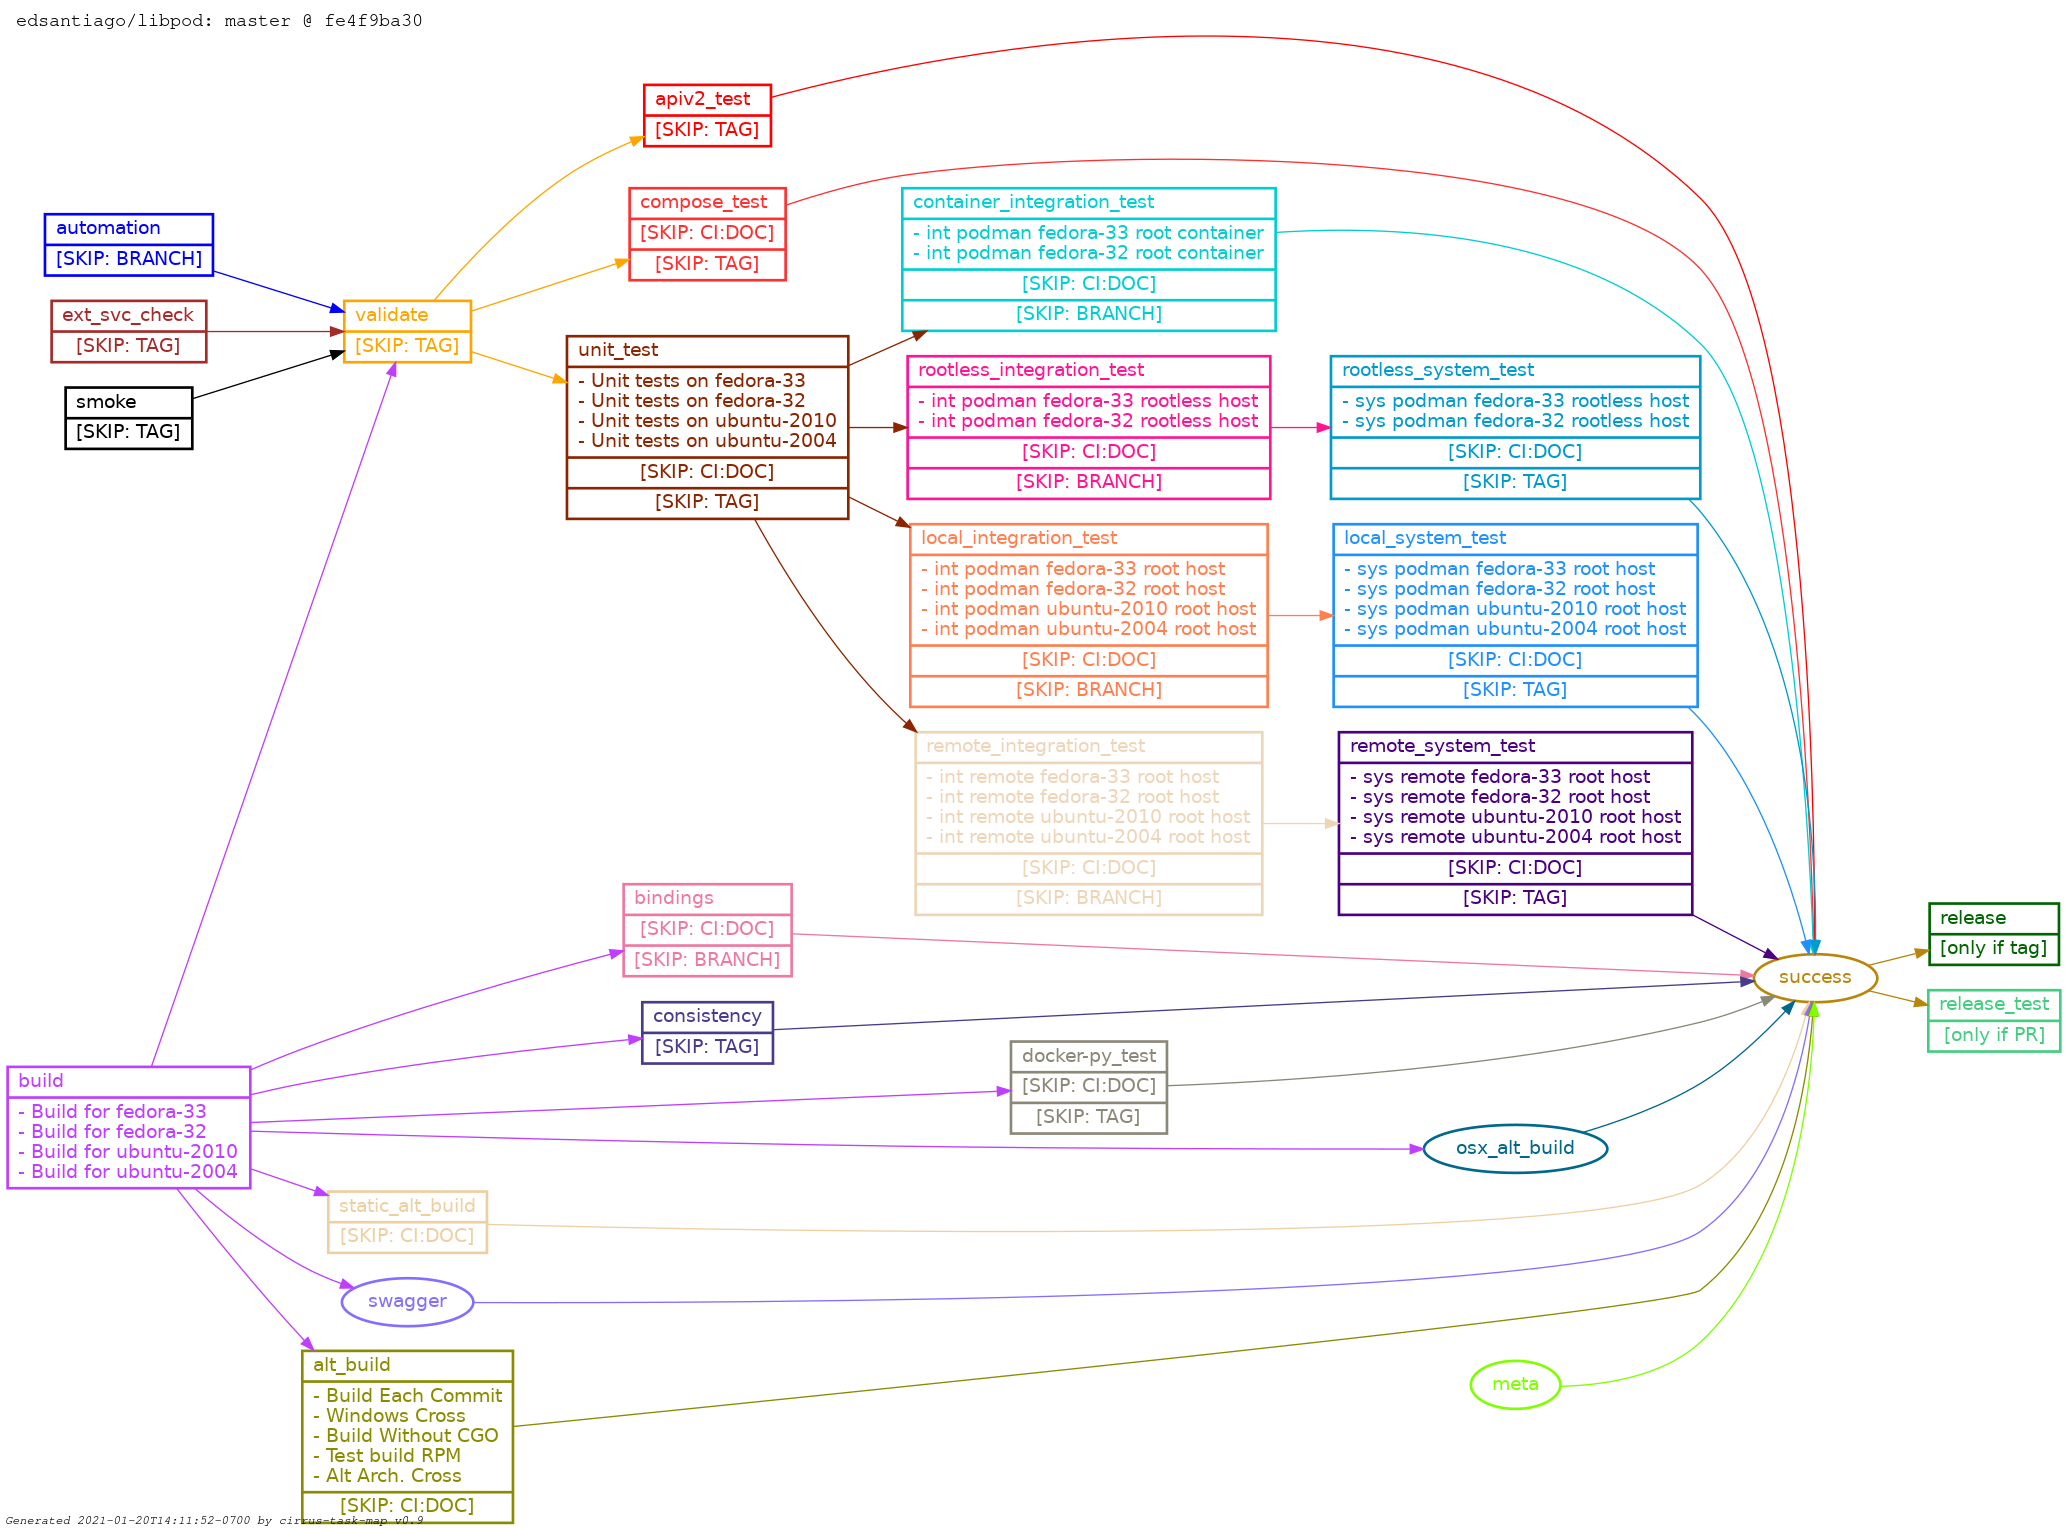 edsantiago/libpod: master @ fe4f9ba30
apiv2_test
[SKIP: TAG]
compose_test
[SKIP: CI:DOC]
[SKIP: TAG]
container_integration_test
- int podman fedora-33 root container
- int podman fedora-32 root container
[SKIP: CI:DOC]
[SKIP: BRANCH]
automation
[SKIP: BRANCH]
ext_svc_check
[SKIP: TAG]
smoke
[SKIP: TAG]
validate
[SKIP: TAG]
unit_test
- Unit tests on fedora-33
- Unit tests on fedora-32
- Unit tests on ubuntu-2010
- Unit tests on ubuntu-2004
[SKIP: CI:DOC]
[SKIP: TAG]
rootless_integration_test
- int podman fedora-33 rootless host
- int podman fedora-32 rootless host
[SKIP: CI:DOC]
[SKIP: BRANCH]
rootless_system_test
- sys podman fedora-33 rootless host
- sys podman fedora-32 rootless host
[SKIP: CI:DOC]
[SKIP: TAG]
local_integration_test
- int podman fedora-33 root host
- int podman fedora-32 root host
- int podman ubuntu-2010 root host
- int podman ubuntu-2004 root host
[SKIP: CI:DOC]
[SKIP: BRANCH]
local_system_test
- sys podman fedora-33 root host
- sys podman fedora-32 root host
- sys podman ubuntu-2010 root host
- sys podman ubuntu-2004 root host
[SKIP: CI:DOC]
[SKIP: TAG]
remote_integration_test
- int remote fedora-33 root host
- int remote fedora-32 root host
- int remote ubuntu-2010 root host
- int remote ubuntu-2004 root host
[SKIP: CI:DOC]
[SKIP: BRANCH]
remote_system_test
- sys remote fedora-33 root host
- sys remote fedora-32 root host
- sys remote ubuntu-2010 root host
- sys remote ubuntu-2004 root host
[SKIP: CI:DOC]
[SKIP: TAG]
bindings
[SKIP: CI:DOC]
[SKIP: BRANCH]
consistency
[SKIP: TAG]
docker-py_test
[SKIP: CI:DOC]
[SKIP: TAG]
success
release
[only if tag]
release_test
[only if PR]
build
- Build for fedora-33
- Build for fedora-32
- Build for ubuntu-2010
- Build for ubuntu-2004
osx_alt_build
static_alt_build
[SKIP: CI:DOC]
swagger
alt_build
- Build Each Commit
- Windows Cross
- Build Without CGO
- Test build RPM
- Alt Arch. Cross
[SKIP: CI:DOC]
meta
Generated 2021-01-20T14:11:52-0700 by cirrus-task-map v0.9